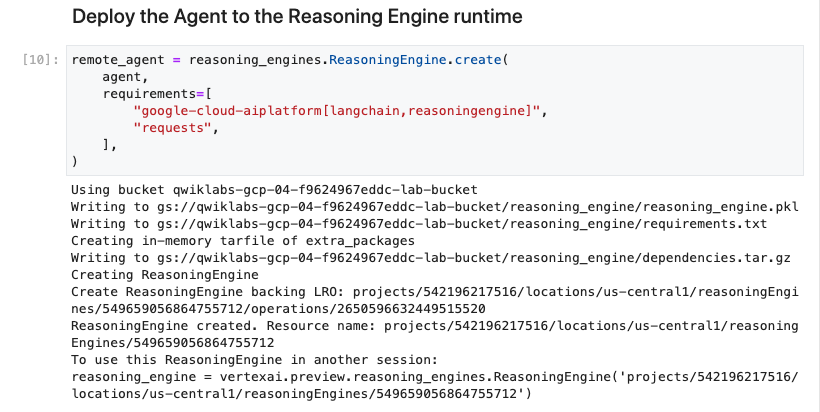 Deploy the Agent to the Reasoning Engine runtime
[10]: remote_agent = reasoning_engines.ReasoningEngine.create(
    agent,
    requirements=[
        "google-cloud-aiplatform[langchain,reasoningengine]",
        "requests",
    ],
)
Using bucket qwiklabs-gcp-04-f9624967eddc-lab-bucket
Writing to gs://qwiklabs-gcp-04-f9624967eddc-lab-bucket/reasoning_engine/reasoning_engine.pkl
Writing to gs://qwiklabs-gcp-04-f9624967eddc-lab-bucket/reasoning_engine/requirements.txt
Creating in-memory tarfile of extra_packages
Writing to gs://qwiklabs-gcp-04-f9624967eddc-lab-bucket/reasoning_engine/dependencies.tar.gz
Creating ReasoningEngine
Create ReasoningEngine backing LRO: projects/542196217516/locations/us-central1/reasoningEngi
nes/549659056864755712/operations/2650596632449515520
ReasoningEngine created. Resource name: projects/542196217516/locations/us-central1/reasoning
Engines/549659056864755712
To use this ReasoningEngine in another session:
reasoning_engine = vertexai.preview.reasoning_engines.ReasoningEngine('projects/542196217516/
locations/us-central1/reasoningEngines/549659056864755712')